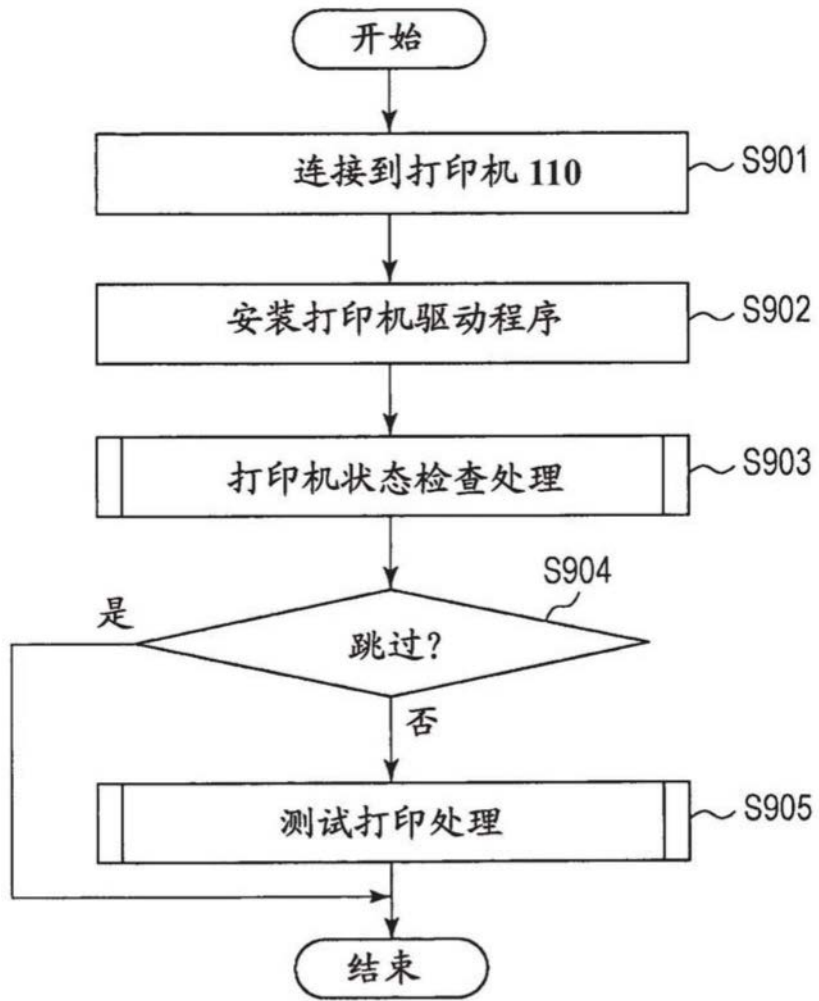 开始
连接到打印机 110
S901
安装打印机驱动程序
S902
打印机状态检查处理
S903
S904
是
跳过？
否
测试打印处理
S905
结束